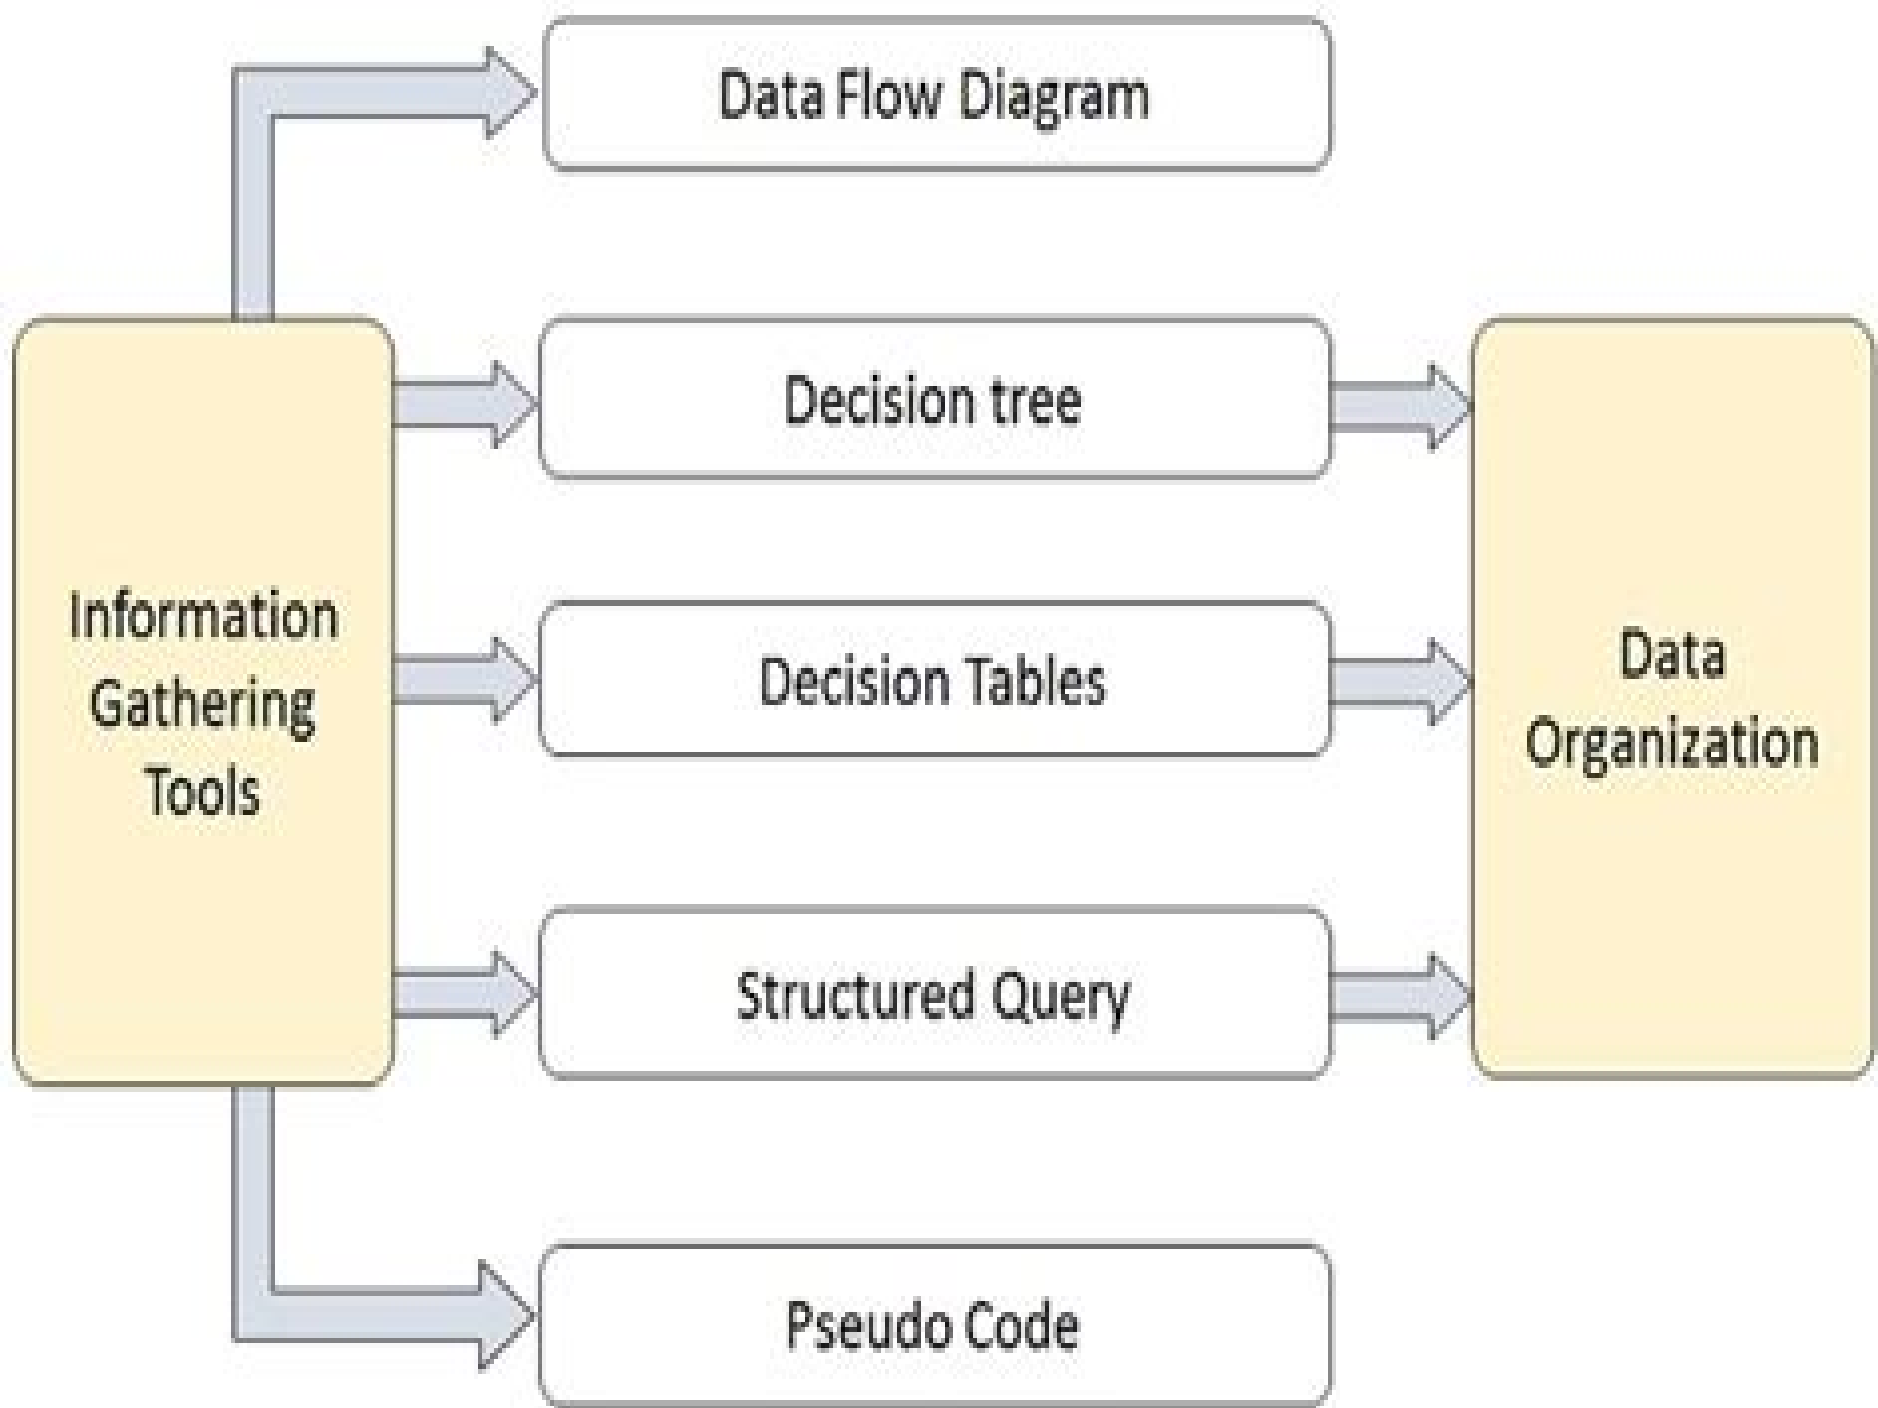 Data Flow Diagram
Decision tree
Information
Gathering
Tools
Decision Tables
Data
Organization
Structured Query
Pseudo Code